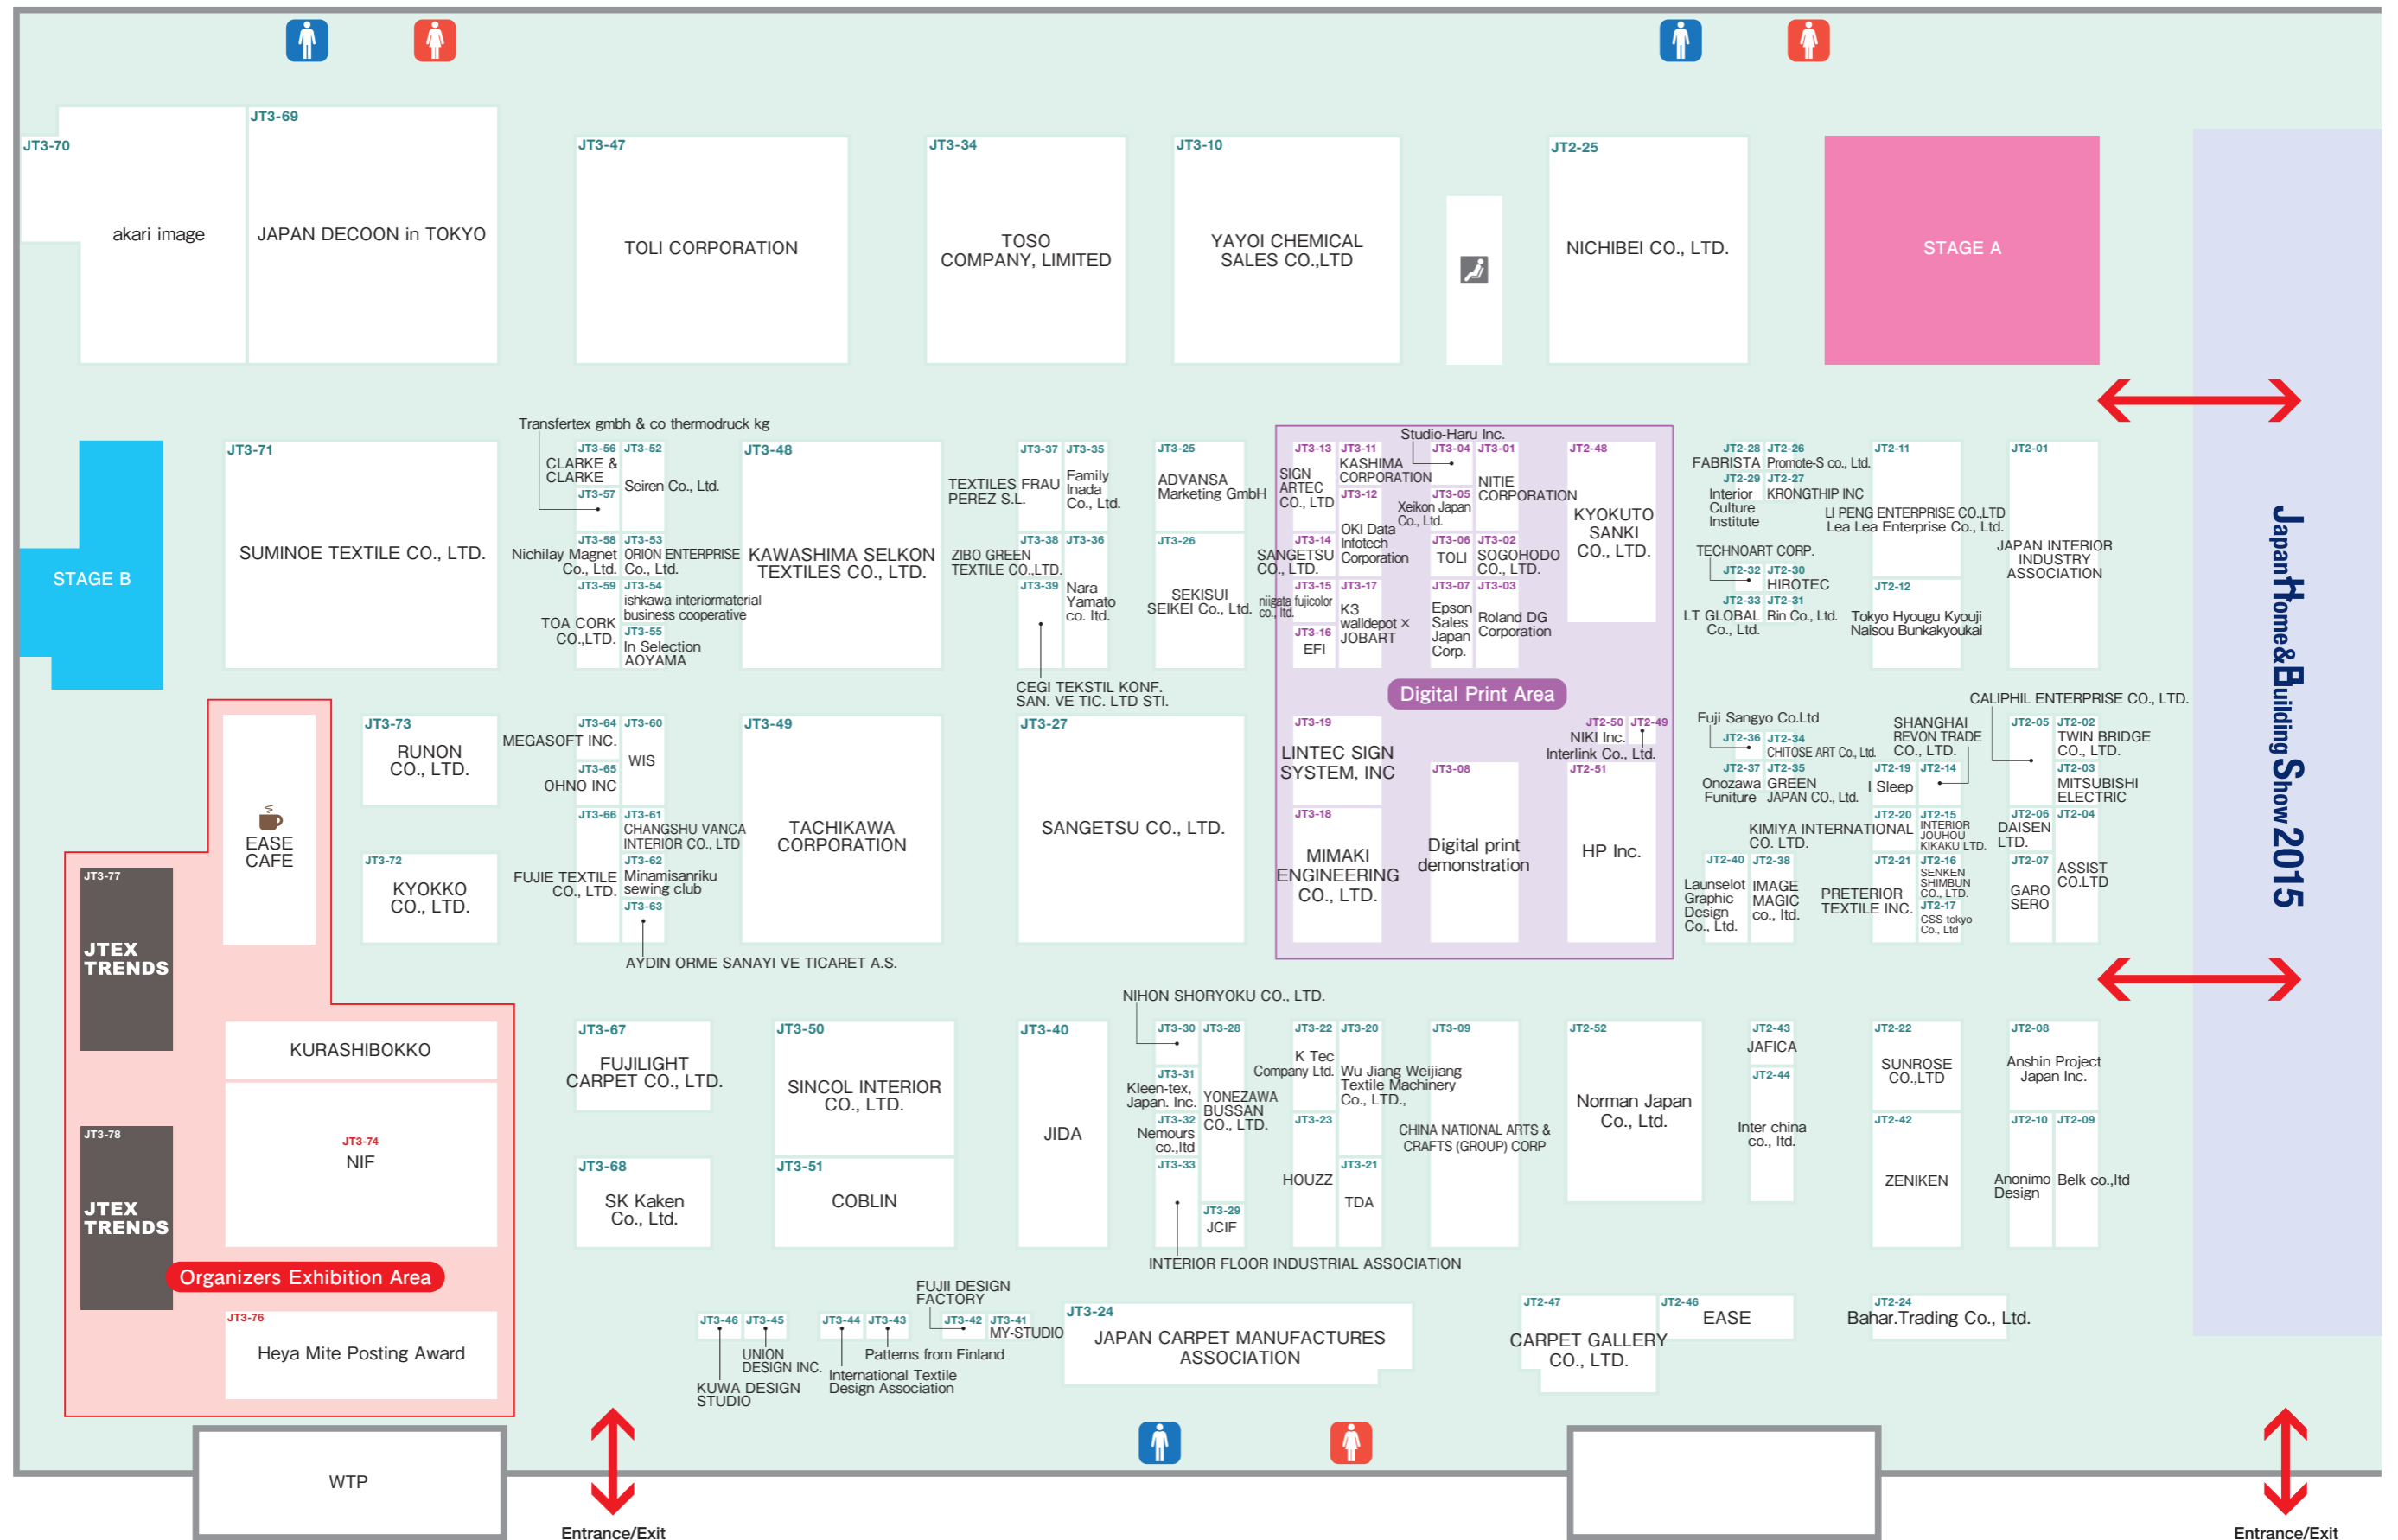 JT3-70
akari image
JT3-69
JAPAN DECOON in TOKYO
JT3-47
TOLI CORPORATION
JT3-34
TOSO
COMPANY, LIMITED
JT3-10
YAYOI CHEMICAL
SALES CO.,LTD
JT2-25
NICHIBEI CO., LTD.
STAGE A
STAGE B
JT3-71
SUMINOE TEXTILE CO., LTD.
Transfertex gmbh & co thermodruck kg
JT3-56
CLARKE &
CLARKE
JT3-57
JT3-52
Seiren Co., Ltd.
JT3-58
Nichilay Magnet
Co., Ltd.
JT3-53
ORION ENTERPRISE
Co., Ltd.
JT3-59
TOA CORK
CO.,LTD.
JT3-54
ishkawa interiormaterial
business cooperative
JT3-55
In Selection
AOYAMA
JT3-48
KAWASHIMA SELKON
TEXTILES CO., LTD.
JT3-37
TEXTILES FRAU
PEREZ S.L.
JT3-35
Family
Inada
Co., Ltd.
JT3-38
ZIBO GREEN
TEXTILE CO.,LTD.
JT3-39
JT3-36
Nara
Yamato
co. ltd.
CEGI TEKSTIL KONF.
SAN. VE TIC. LTD STI.
JT3-25
ADVANSA
Marketing GmbH
JT3-26
SEKISUI
SEIKEI Co., Ltd.
JT3-13
SIGN
ARTEC
CO., LTD
JT3-11
KASHIMA
CORPORATION
JT3-12
OKI Data
Infotech
Corporation
JT3-14
SANGETSU
CO., LTD.
JT3-15
niigata fujicolor
co., ltd.
JT3-16
EFI
JT3-17
K3
walldepot×
JOBART
Studio-Haru Inc.
JT3-04
JT3-01
NITIE
CORPORATION
JT3-05
Xeikon Japan
Co., Ltd.
JT3-06
TOLI
JT3-02
SOGOHODO
CO., LTD.
JT3-07
Epson
Sales
Japan
Corp.
JT3-03
Roland DG
Corporation
JT2-48
KYOKUTO
SANKI
CO., LTD.
Digital Print Area
JT2-28
FABRISTA
JT2-26
Promote-S co., Ltd.
JT2-29
Interior
Culture
Institute
JT2-27
KRONGTHIP INC
TECHNOART CORP.
JT2-32
JT2-30
HIROTEC
JT2-33
LT GLOBAL
Co., Ltd.
JT2-31
Rin Co., Ltd.
JT2-11
LI PENG ENTERPRISE CO.,LTD
Lea Lea Enterprise Co., Ltd.
JT2-12
Tokyo Hyougu Kyouji
Naisou Bunkakyoukai
JT2-01
JAPAN INTERIOR
INDUSTRY
ASSOCIATION
Japan Home & Building Show 2015
EASE
CAFE
JT3-73
RUNON
CO., LTD.
JT3-72
KYOKKO
CO., LTD.
JT3-64
MEGASOFT INC.
JT3-60
WIS
JT3-65
OHNO INC
JT3-66
FUJIE TEXTILE
CO., LTD.
JT3-61
CHANGSHU VANCA
INTERIOR CO., LTD
JT3-62
Minamisanriku
sewing club
JT3-63
AYDIN ORME SANAYI VE TICARET A.S.
JT3-49
TACHIKAWA
CORPORATION
JT3-27
SANGETSU CO., LTD.
JT3-19
LINTEC SIGN
SYSTEM, INC
JT3-18
MIMAKI
ENGINEERING
CO., LTD.
JT3-08
Digital print
demonstration
JT2-50
NIKI Inc.
JT2-49
Interlink Co., Ltd.
JT2-51
HP Inc.
Fuji Sangyo Co.Ltd
JT2-36
JT2-34
CHITOSE ART Co., Ltd.
JT2-37
Onozawa
Funiture
JT2-35
GREEN
JAPAN CO., Ltd.
JT2-40
Launselot
Graphic
Design
Co., Ltd.
JT2-38
IMAGE
MAGIC
co., ltd.
SHANGHAI
REVON TRADE
CO., LTD.
JT2-19
I Sleep
JT2-14
JT2-20
KIMIYA INTERNATIONAL
CO. LTD.
JT2-15
INTERIOR
JOUHOU
KIKAKU LTD.
JT2-21
PRETERIOR
TEXTILE INC.
JT2-16
SENKEN
SHIMBUN
CO., LTD.
JT2-17
CSS tokyo
Co., Ltd
CALIPHIL ENTERPRISE CO., LTD.
JT2-05
JT2-02
TWIN BRIDGE
CO., LTD.
JT2-03
MITSUBISHI
ELECTRIC
JT2-06
DAISEN
LTD.
JT2-04
ASSIST
CO.LTD
JT2-07
GARO
SERO
JT3-77
JTEX
TRENDS
KURASHIBOKKO
JT3-74
NIF
JT3-78
JTEX
TRENDS
Organizers Exhibition Area
JT3-76
Heya Mite Posting Award
JT3-67
FUJILIGHT
CARPET CO., LTD.
JT3-68
SK Kaken
Co., Ltd.
JT3-50
SINCOL INTERIOR
CO., LTD.
JT3-51
COBLIN
JT3-40
JIDA
NIHON SHORYOKU CO., LTD.
JT3-30
JT3-28
YONEZAWA
BUSSAN
CO., LTD.
JT3-31
Kleen-tex,
Japan. Inc.
JT3-32
Nemours
co.,ltd
JT3-33
JT3-29
JCIF
INTERIOR FLOOR INDUSTRIAL ASSOCIATION
JT3-22
K Tec
Company Ltd.
JT3-20
Wu Jiang Weijiang
Textile Machinery
Co., LTD.,
JT3-23
HOUZZ
JT3-21
TDA
JT3-09
CHINA NATIONAL ARTS &
CRAFTS (GROUP) CORP
JT2-52
Norman Japan
Co., Ltd.
JT2-43
JAFICA
JT2-44
Inter china
co., ltd.
JT2-22
SUNROSE
CO.,LTD
JT2-42
ZENIKEN
JT2-08
Anshin Project
Japan Inc.
JT2-10
Anonimo
Design
JT2-09
Belk co.,ltd
JT3-46
JT3-45
UNION
DESIGN INC.
KUWA DESIGN
STUDIO
JT3-44
JT3-43
Patterns from Finland
International Textile
Design Association
FUJII DESIGN
FACTORY
JT3-42
JT3-41
MY-STUDIO
JT3-24
JAPAN CARPET MANUFACTURES
ASSOCIATION
JT2-47
CARPET GALLERY
CO., LTD.
JT2-46
EASE
JT2-24
Bahar.Trading Co., Ltd.
WTP
Entrance/Exit
Entrance/Exit